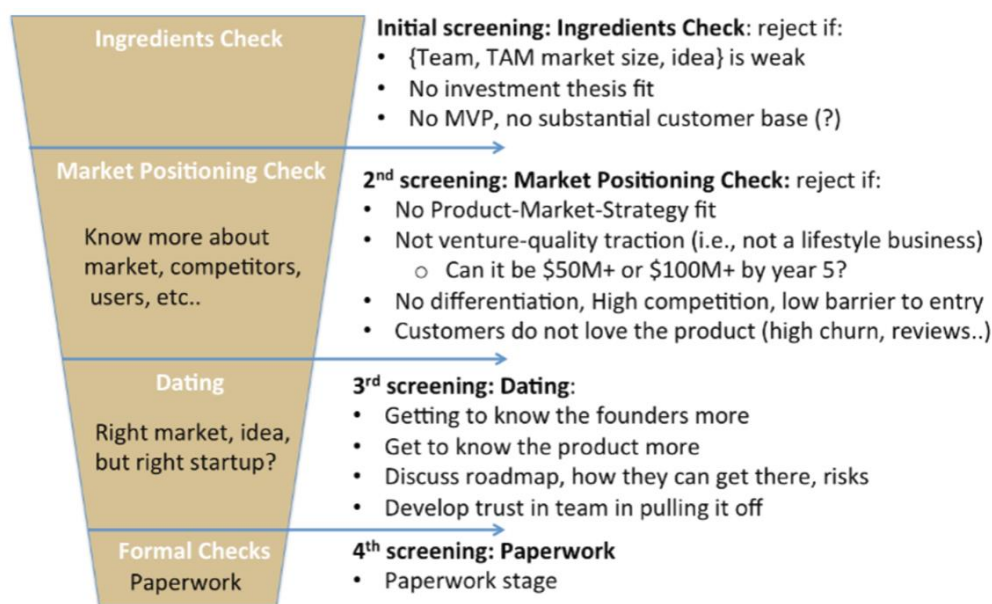 Ingredients Check
Initial screening: Ingredients Check: reject if:
• {Team, TAM market size, idea} is weak
• No investment thesis fit
• No MVP, no substantial customer base (?)
Market Positioning Check
Know more about
market, competitors,
users, etc..
2nd screening: Market Positioning Check: reject if:
• No Product-Market-Strategy fit
• Not venture-quality traction (i.e., not a lifestyle business)
o Can it be $50M+ or $100M+ by year 5?
• No differentiation, High competition, low barrier to entry
• Customers do not love the product (high churn, reviews..)
Dating
Right market, idea,
but right startup?
3rd screening: Dating:
• Getting to know the founders more
• Get to know the product more
• Discuss roadmap, how they can get there, risks
• Develop trust in team in pulling it off
Formal Checks
Paperwork
4th screening: Paperwork
• Paperwork stage